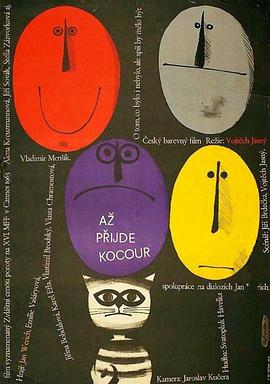 Film vyznamenaný Zvláštní cenou poroty na XVI. MFF v Cannes 1963
Hrají: Jan Werich, Emilie Vašáryová,
Jiřina Bohdalová, Karel Effa, Vlastimil Brodský, Vlasta Chramostová,
Alena Kreuzmannová, Jiří Sovák, Stella Zázvorková aj.
Vladimír Menšík,
O tom, co bylo i nebylo, ale spíš by mělo být
Český barevný film Režie: Vojtěch Jasný
AŽ
PŘIJDE
KOCOUR
Scénář: Jiří Brdečka, Vojtěch Jasný,
spolupráce na dialozích Jan Werich,
Hudba: Svatopluk Havelka
Kamera: Jaroslav Kučera